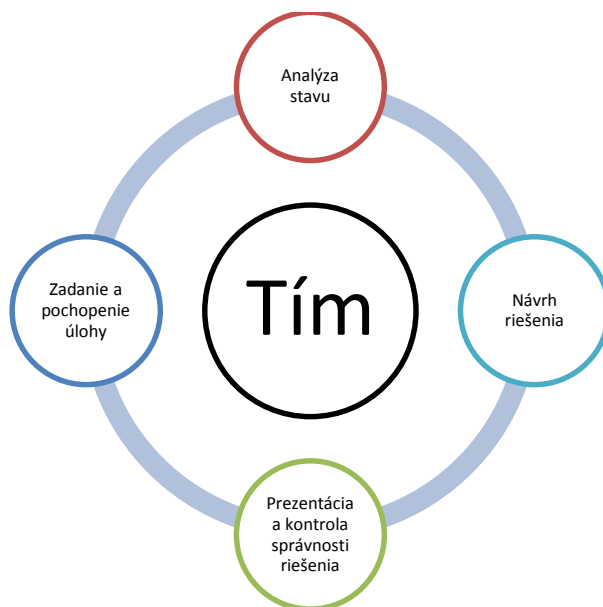 Analýza
stavu
Zadanie a
pochopenie
úlohy
Tím
Návrh
riešenia
Prezentácia
a kontrola
správnosti
riešenia